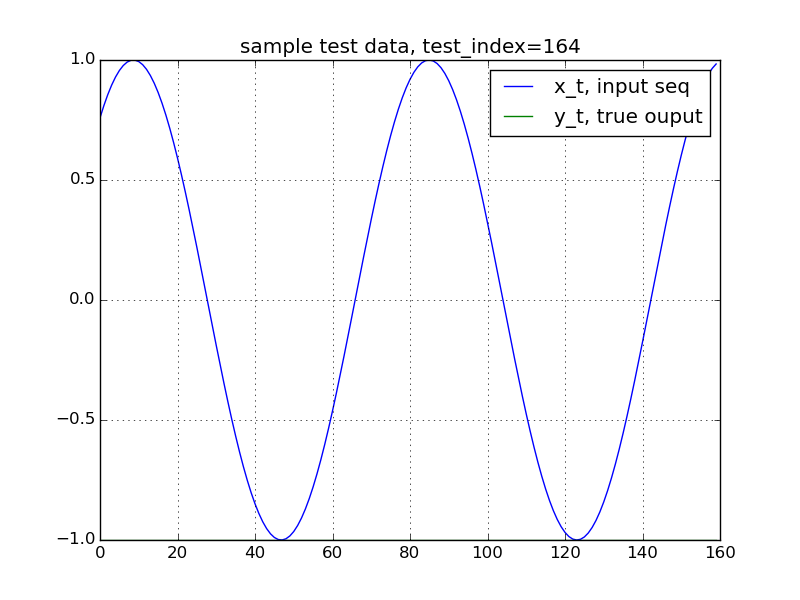 sample test data, test_index=164
x_t, input seq
y_t, true ouput
1.0
0.5
0.0
−0.5
−1.0
0 20 40 60 80 100 120 140 160